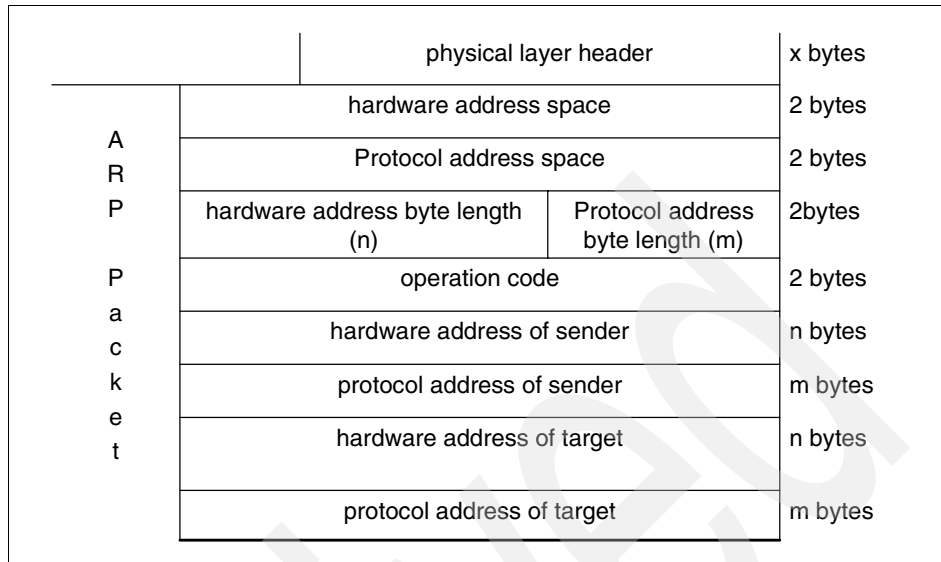 physical layer header x bytes
hardware address space 2 bytes
Protocol address space 2 bytes
hardware address byte length (n) Protocol address byte length (m) 2bytes
operation code 2 bytes
hardware address of sender n bytes
protocol address of sender m bytes
hardware address of target n bytes
protocol address of target m bytes
A
R
P
P
a
c
k
e
t